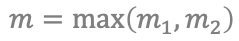 m = max(m₁, m₂)